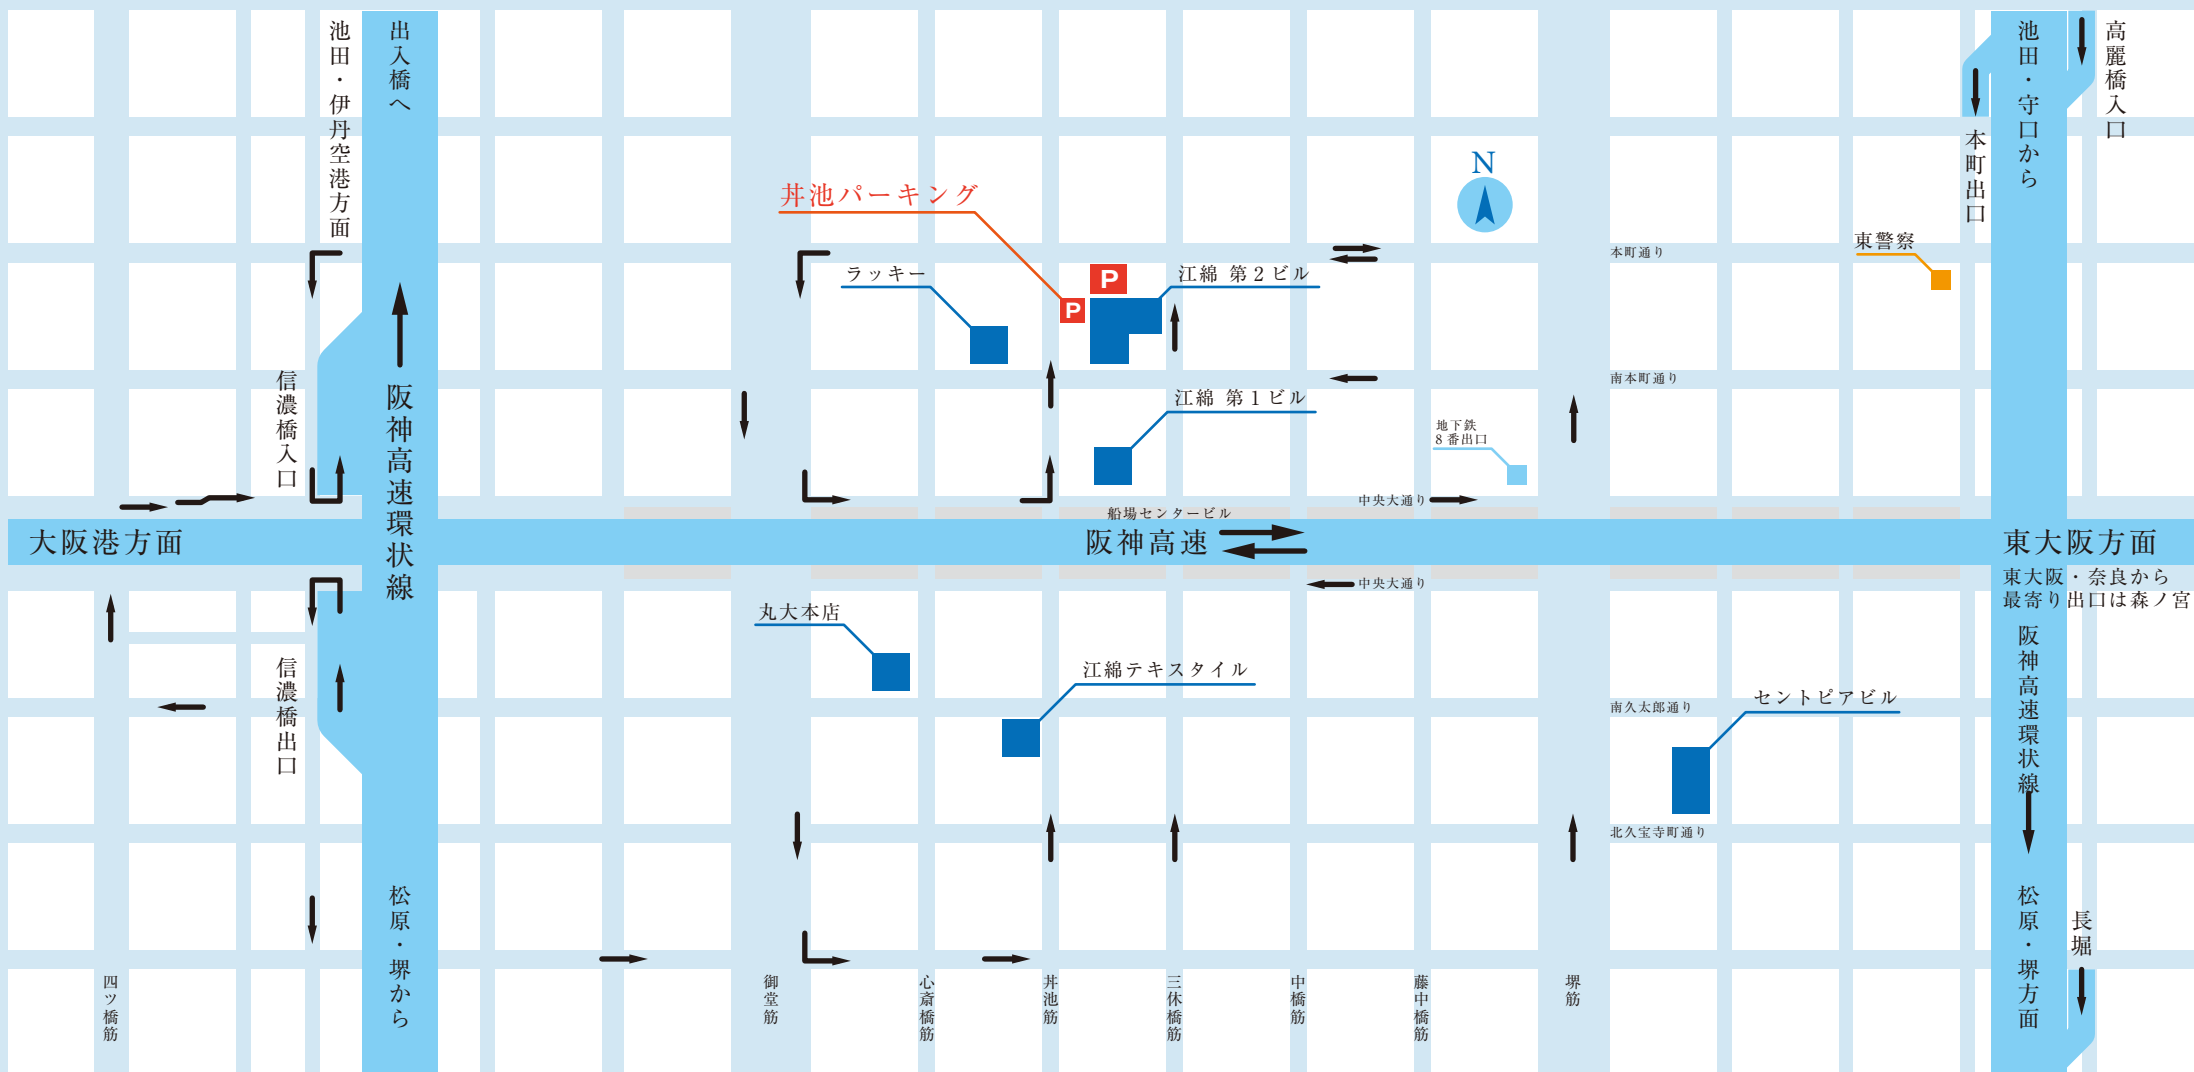 池田・伊丹空港方面
出入橋へ
池田・守口から
高麗橋入口
本町出口
N
丼池パーキング
東警察
本町通り
ラッキー
P
江綿 第２ビル
P
信濃橋入口
阪神高速環状線
南本町通り
江綿 第１ビル
地下鉄
８番出口
中央大通り
船場センタービル
大阪港方面
阪神高速
東大阪方面
中央大通り
東大阪・奈良から
最寄り出口は森ノ宮
丸大本店
阪神高速環状線
信濃橋出口
江綿テキスタイル
セントピアビル
南久太郎通り
北久宝寺町通り
松原・堺から
松原・堺方面
長堀
四ツ橋筋
御堂筋
心斎橋筋
丼池筋
三休橋筋
中橋筋
藤中橋筋
堺筋